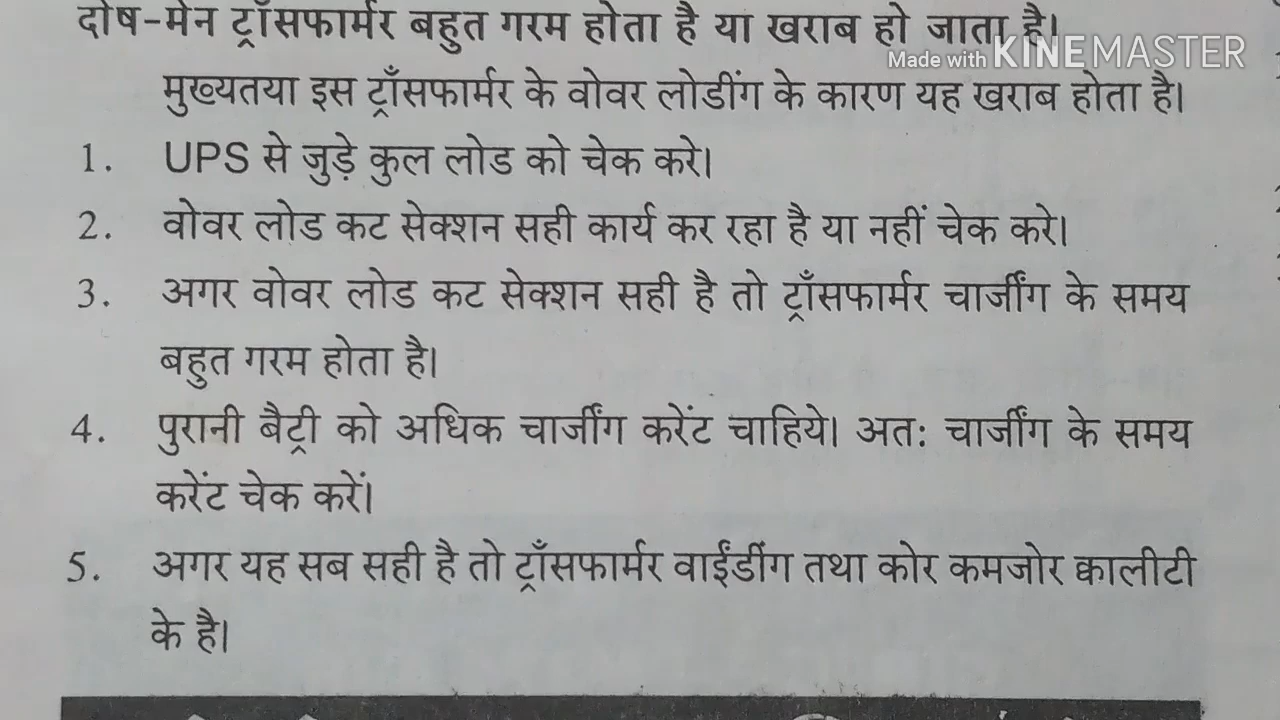 दोष-मेन ट्राँसफार्मर बहुत गरम होता है या खराब हो जाता है।
Made with KINEMASTER
मुख्यतया इस ट्राँसफार्मर के वोवर लोडींग के कारण यह खराब होता है।
1. UPS से जुड़े कुल लोड को चेक करे।
2. वोवर लोड कट सेक्शन सही कार्य कर रहा है या नहीं चेक करे।
3. अगर वोवर लोड कट सेक्शन सही है तो ट्राँसफार्मर चार्जींग के समय
बहुत गरम होता है।
4. पुरानी बैट्री को अधिक चार्जींग करेंट चाहिये। अतः चार्जींग के समय
करेंट चेक करें।
5. अगर यह सब सही है तो ट्राँसफार्मर वाईंडींग तथा कोर कमजोर क्वालीटी
के है।